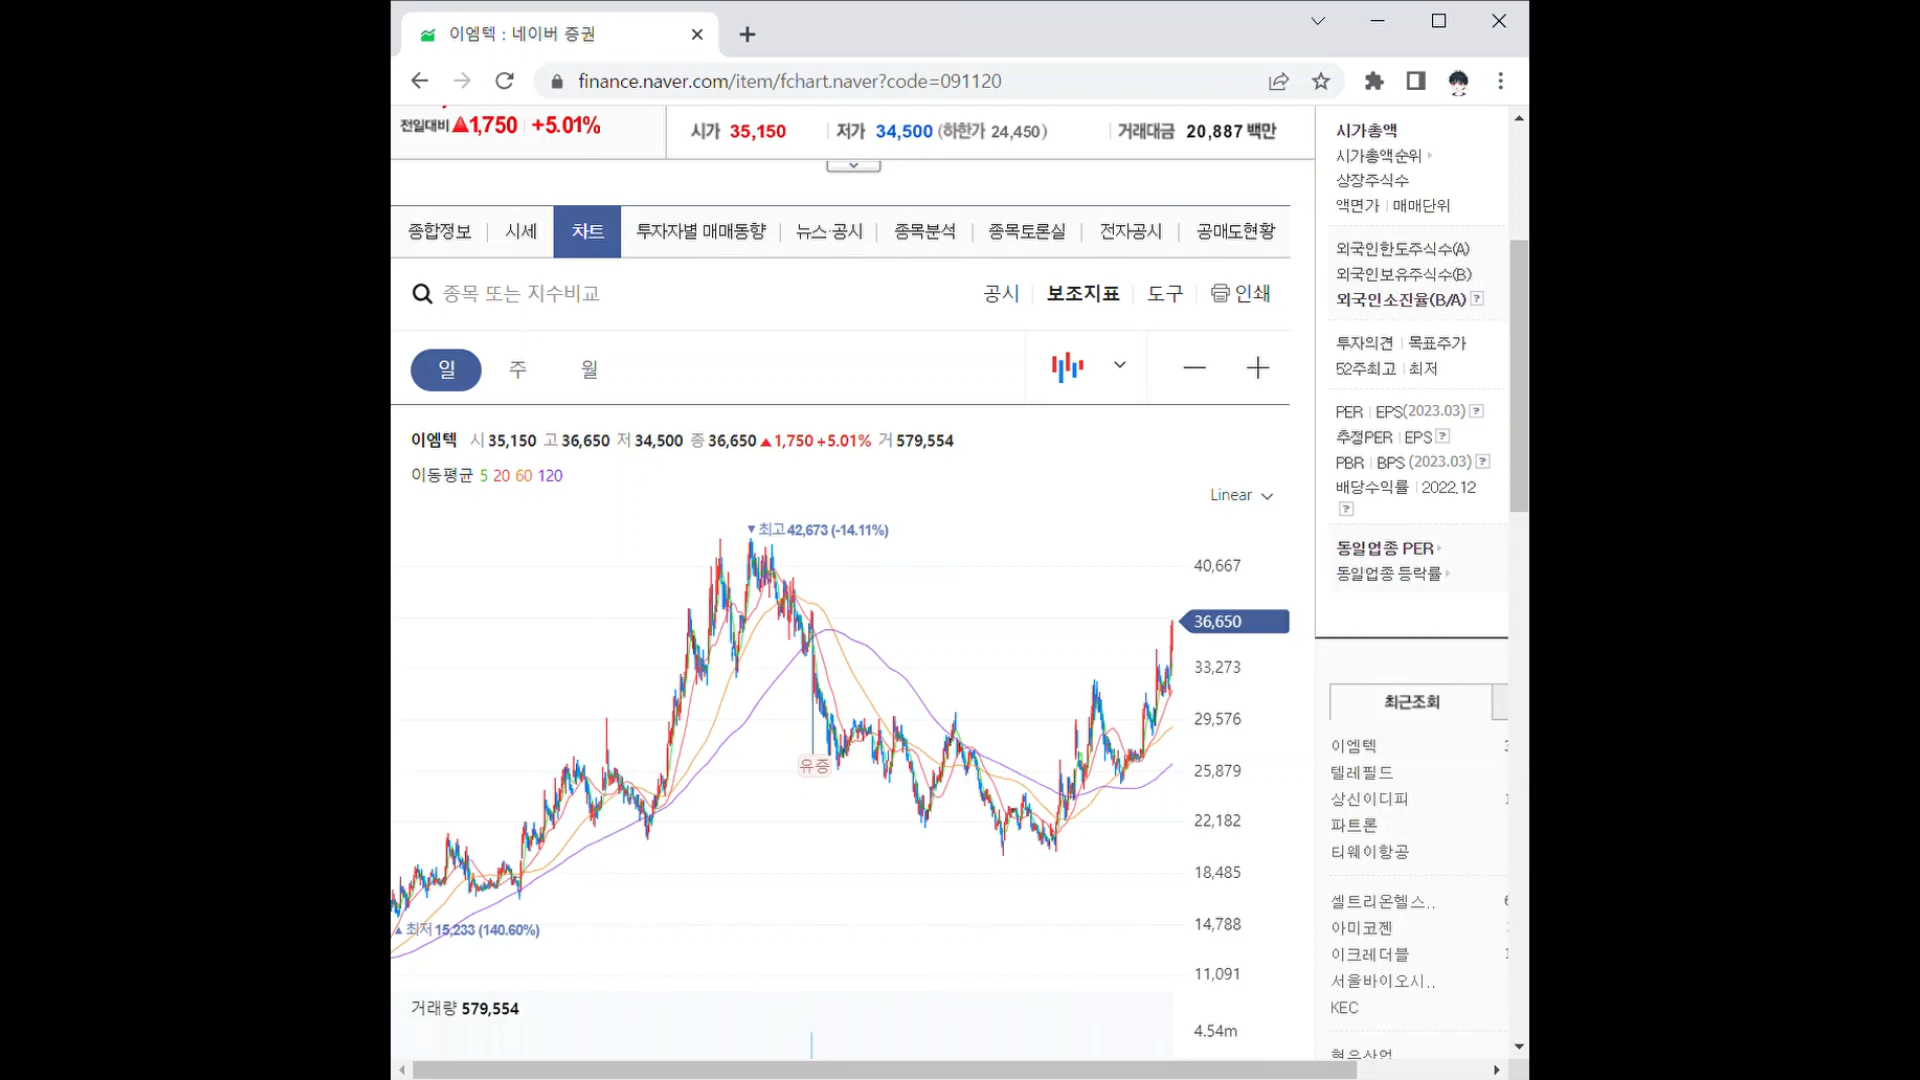 이엠텍 : 네이버 증권
finance.naver.com/item/fchart.naver?code=091120
전일대비 ▲1,750 +5.01%
시가 35,150 저가 34,500 (하한가 24,450) 거래대금 20,887 백만
종합정보 시세 차트 투자자별 매매동향 뉴스·공시 종목분석 종목토론실 전자공시 공매도현황
종목 또는 지수비교
공시 보조지표 도구 인쇄
일 주 월
이엠텍 시 35,150 고 36,650 저 34,500 종 36,650 ▲1,750 +5.01% 거 579,554
이동평균 5 20 60 120
Linear
▼최고 42,673 (-14.11%)
40,667
36,650
33,273
29,576
유증
25,879
22,182
18,485
▲최저 15,233 (140.60%)
14,788
11,091
거래량 579,554
4.54m
시가총액
시가총액순위
상장주식수
액면가 | 매매단위
외국인한도주식수(A)
외국인보유주식수(B)
외국인소진율(B/A) ?
투자의견 | 목표주가
52주최고 | 최저
PER | EPS(2023.03) ?
추정PER | EPS ?
PBR | BPS (2023.03) ?
배당수익률 | 2022.12
?
동일업종 PER
동일업종 등락률
최근조회
이엠텍
텔레필드
상신이디피
파트론
티웨이항공
셀트리온헬스..
아미코젠
이크레더블
서울바이오시..
KEC